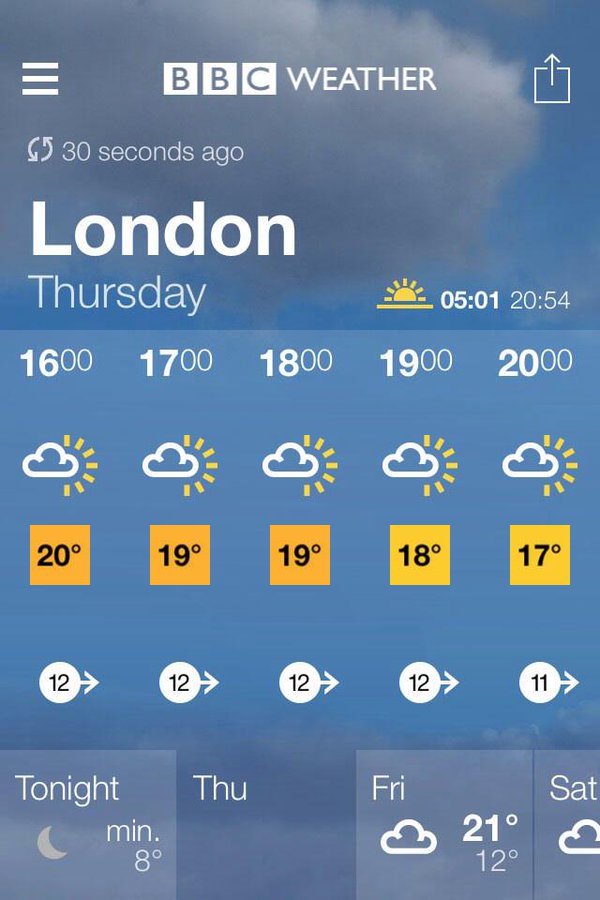 BBC WEATHER
30 seconds ago
London
Thursday
05:01 20:54
1600 1700 1800 1900 2000
20° 19° 19° 18° 17°
12 12 12 12 11
Tonight Thu Fri Sat
min. 21°
8° 12°